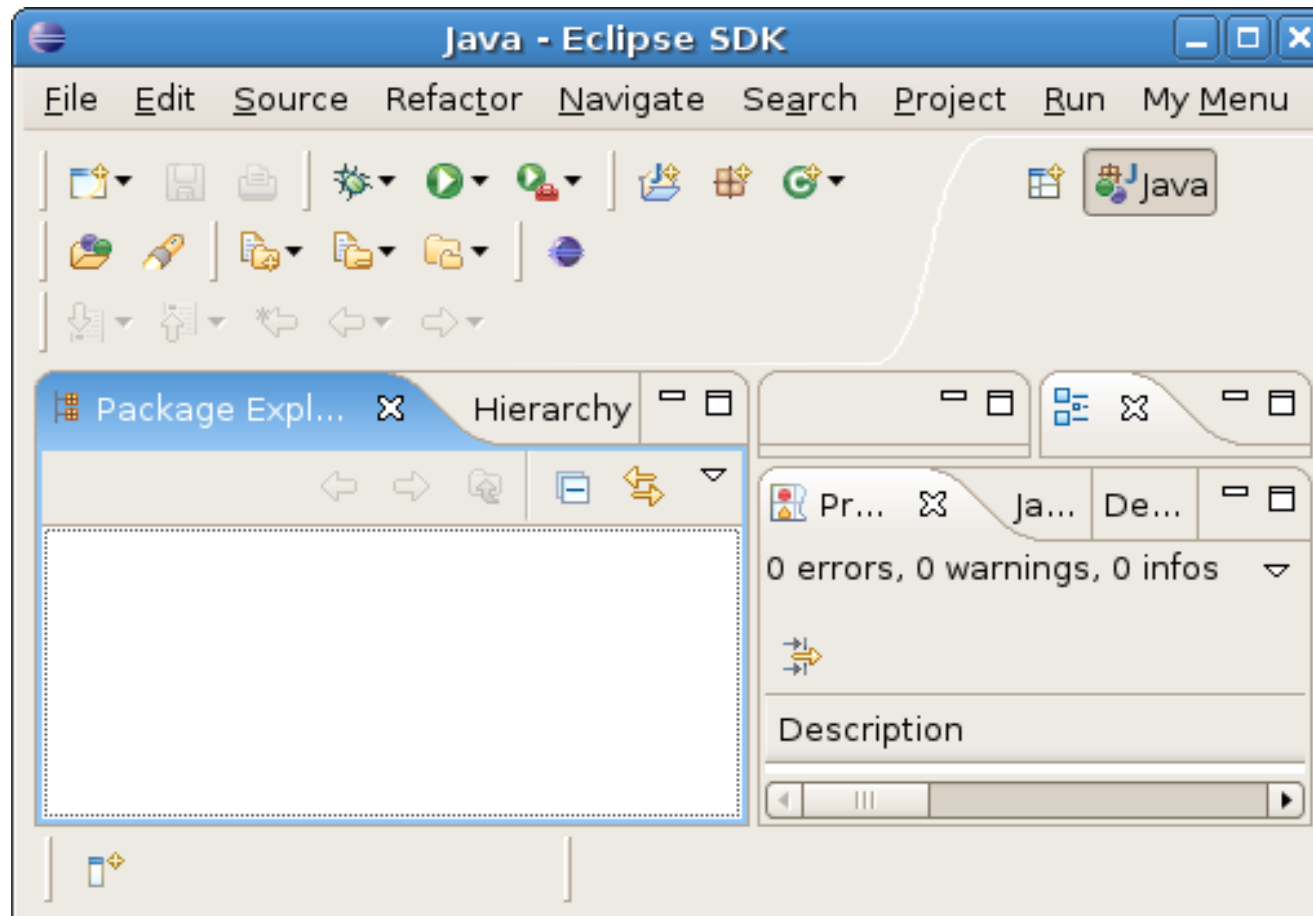 Java - Eclipse SDK
File Edit Source Refactor Navigate Search Project Run My Menu
Java
Package Expl... Hierarchy
Pr... Ja... De...
0 errors, 0 warnings, 0 infos
Description